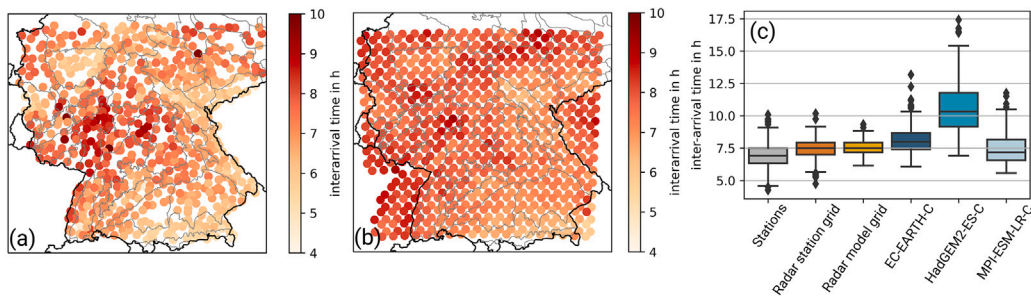 (a)
10
9
8
7
6
5
4
interarrival time in h
(b)
10
9
8
7
6
5
4
interarrival time in h
(c)
17.5
15.0
12.5
10.0
7.5
5.0
inter-arrival time in h
Stations
Radar station grid
Radar model grid
EC-EARTH-C
HadGEM2-ES-C
MPI-ESM-LR-C